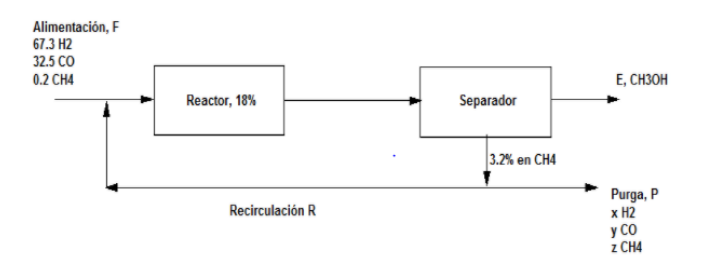 Alimentación, F
67.3 H2
32.5 CO
0.2 CH4
Reactor, 18%
Separador
E, CH3OH
3.2% en CH4
Recirculación R
Purga, P
x H2
y CO
z CH4